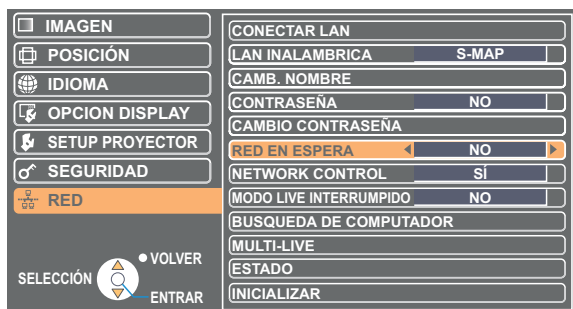 IMAGEN
POSICIÓN
IDIOMA
OPCION DISPLAY
SETUP PROYECTOR
SEGURIDAD
RED
VOLVER
SELECCIÓN
ENTRAR
CONECTAR LAN
LAN INALAMBRICA S-MAP
CAMB. NOMBRE
CONTRASEÑA NO
CAMBIO CONTRASEÑA
RED EN ESPERA NO
NETWORK CONTROL SÍ
MODO LIVE INTERRUMPIDO NO
BUSQUEDA DE COMPUTADOR
MULTI-LIVE
ESTADO
INICIALIZAR